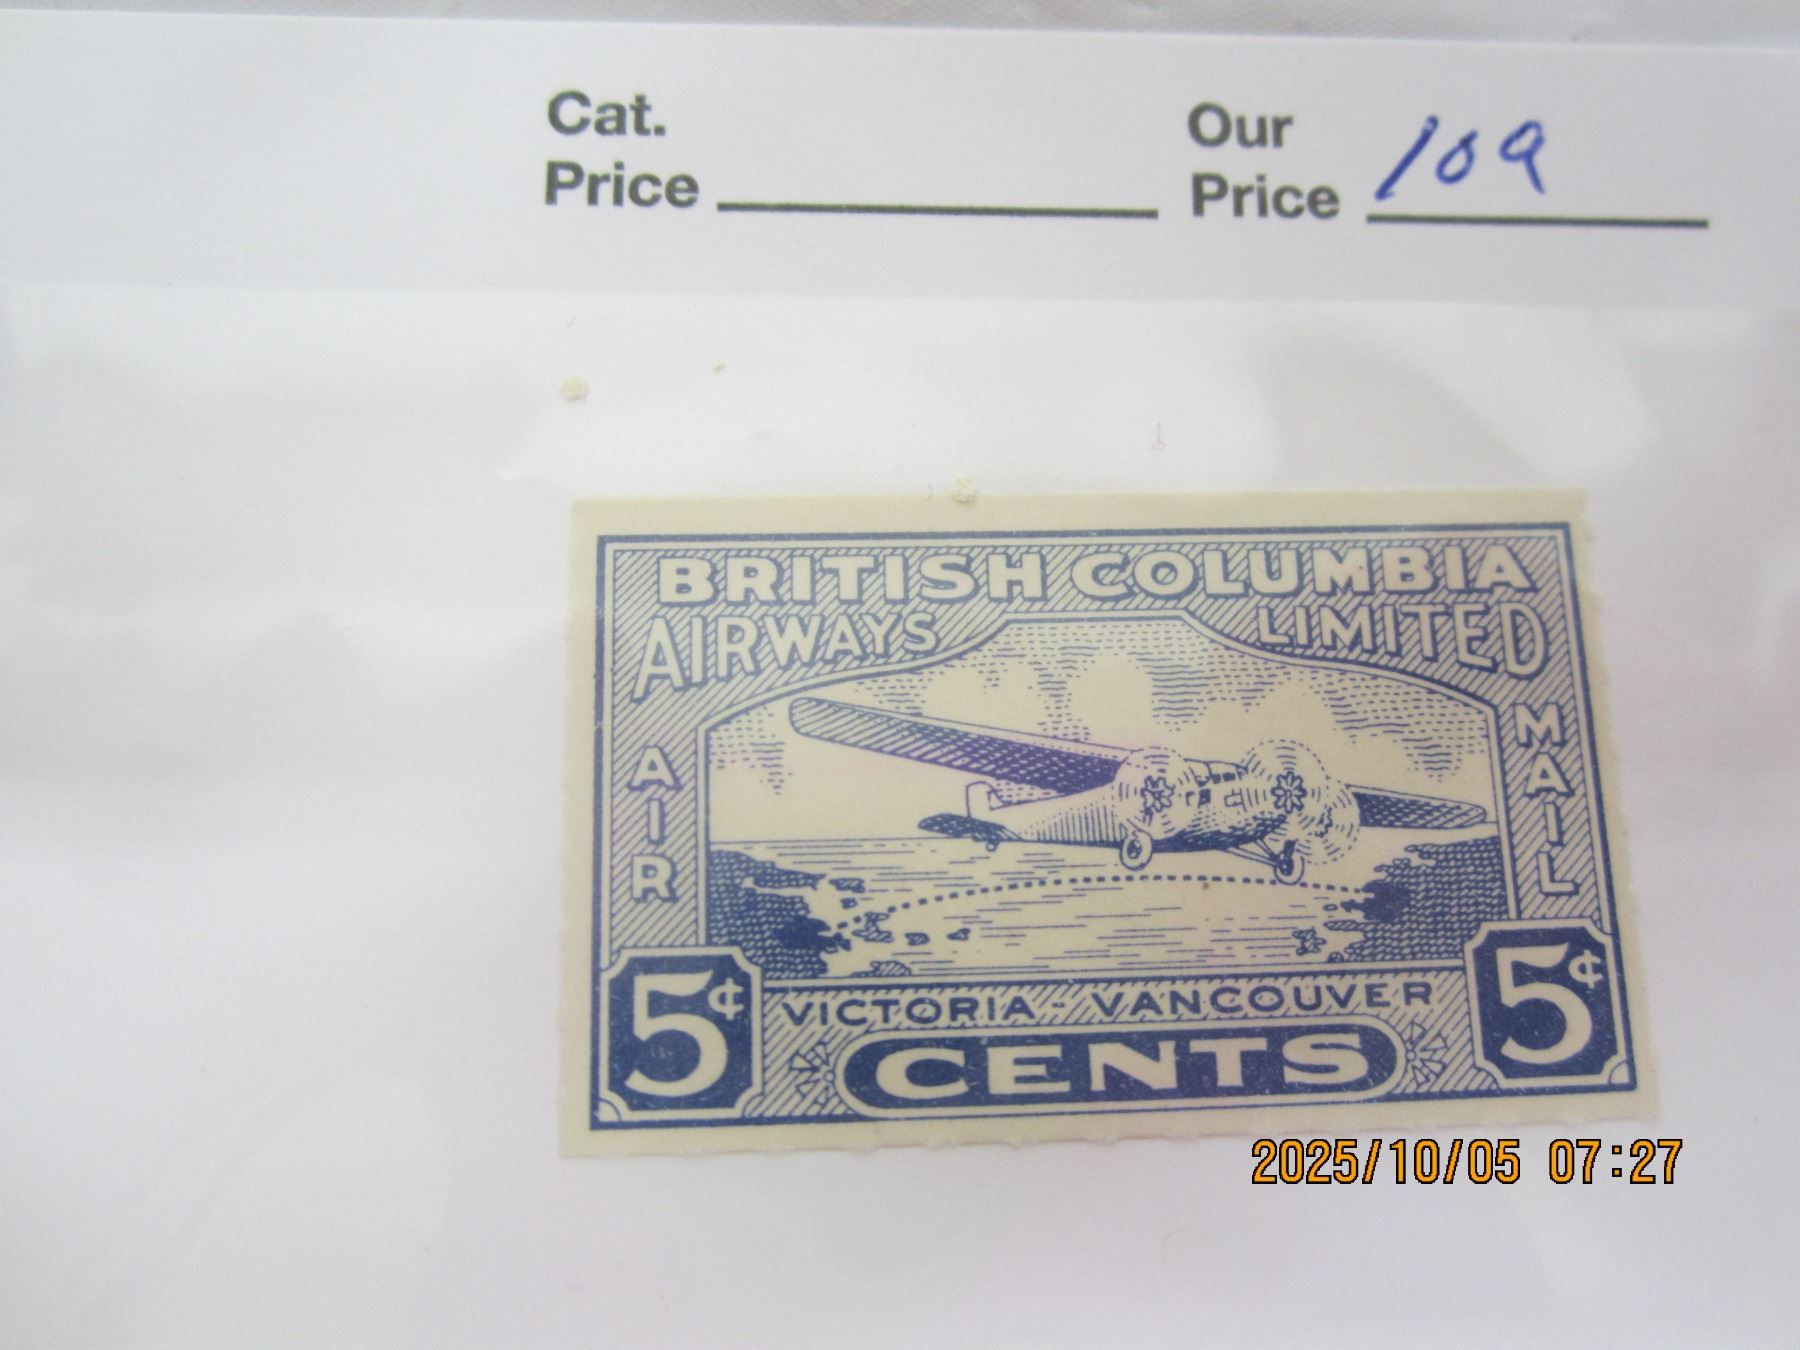 Cat.
Price
Our
Price 109
BRITISH COLUMBIA
AIRWAYS LIMITED
AIR
MAIL
5¢
VICTORIA - VANCOUVER
5¢
CENTS
2025/10/05 07:27